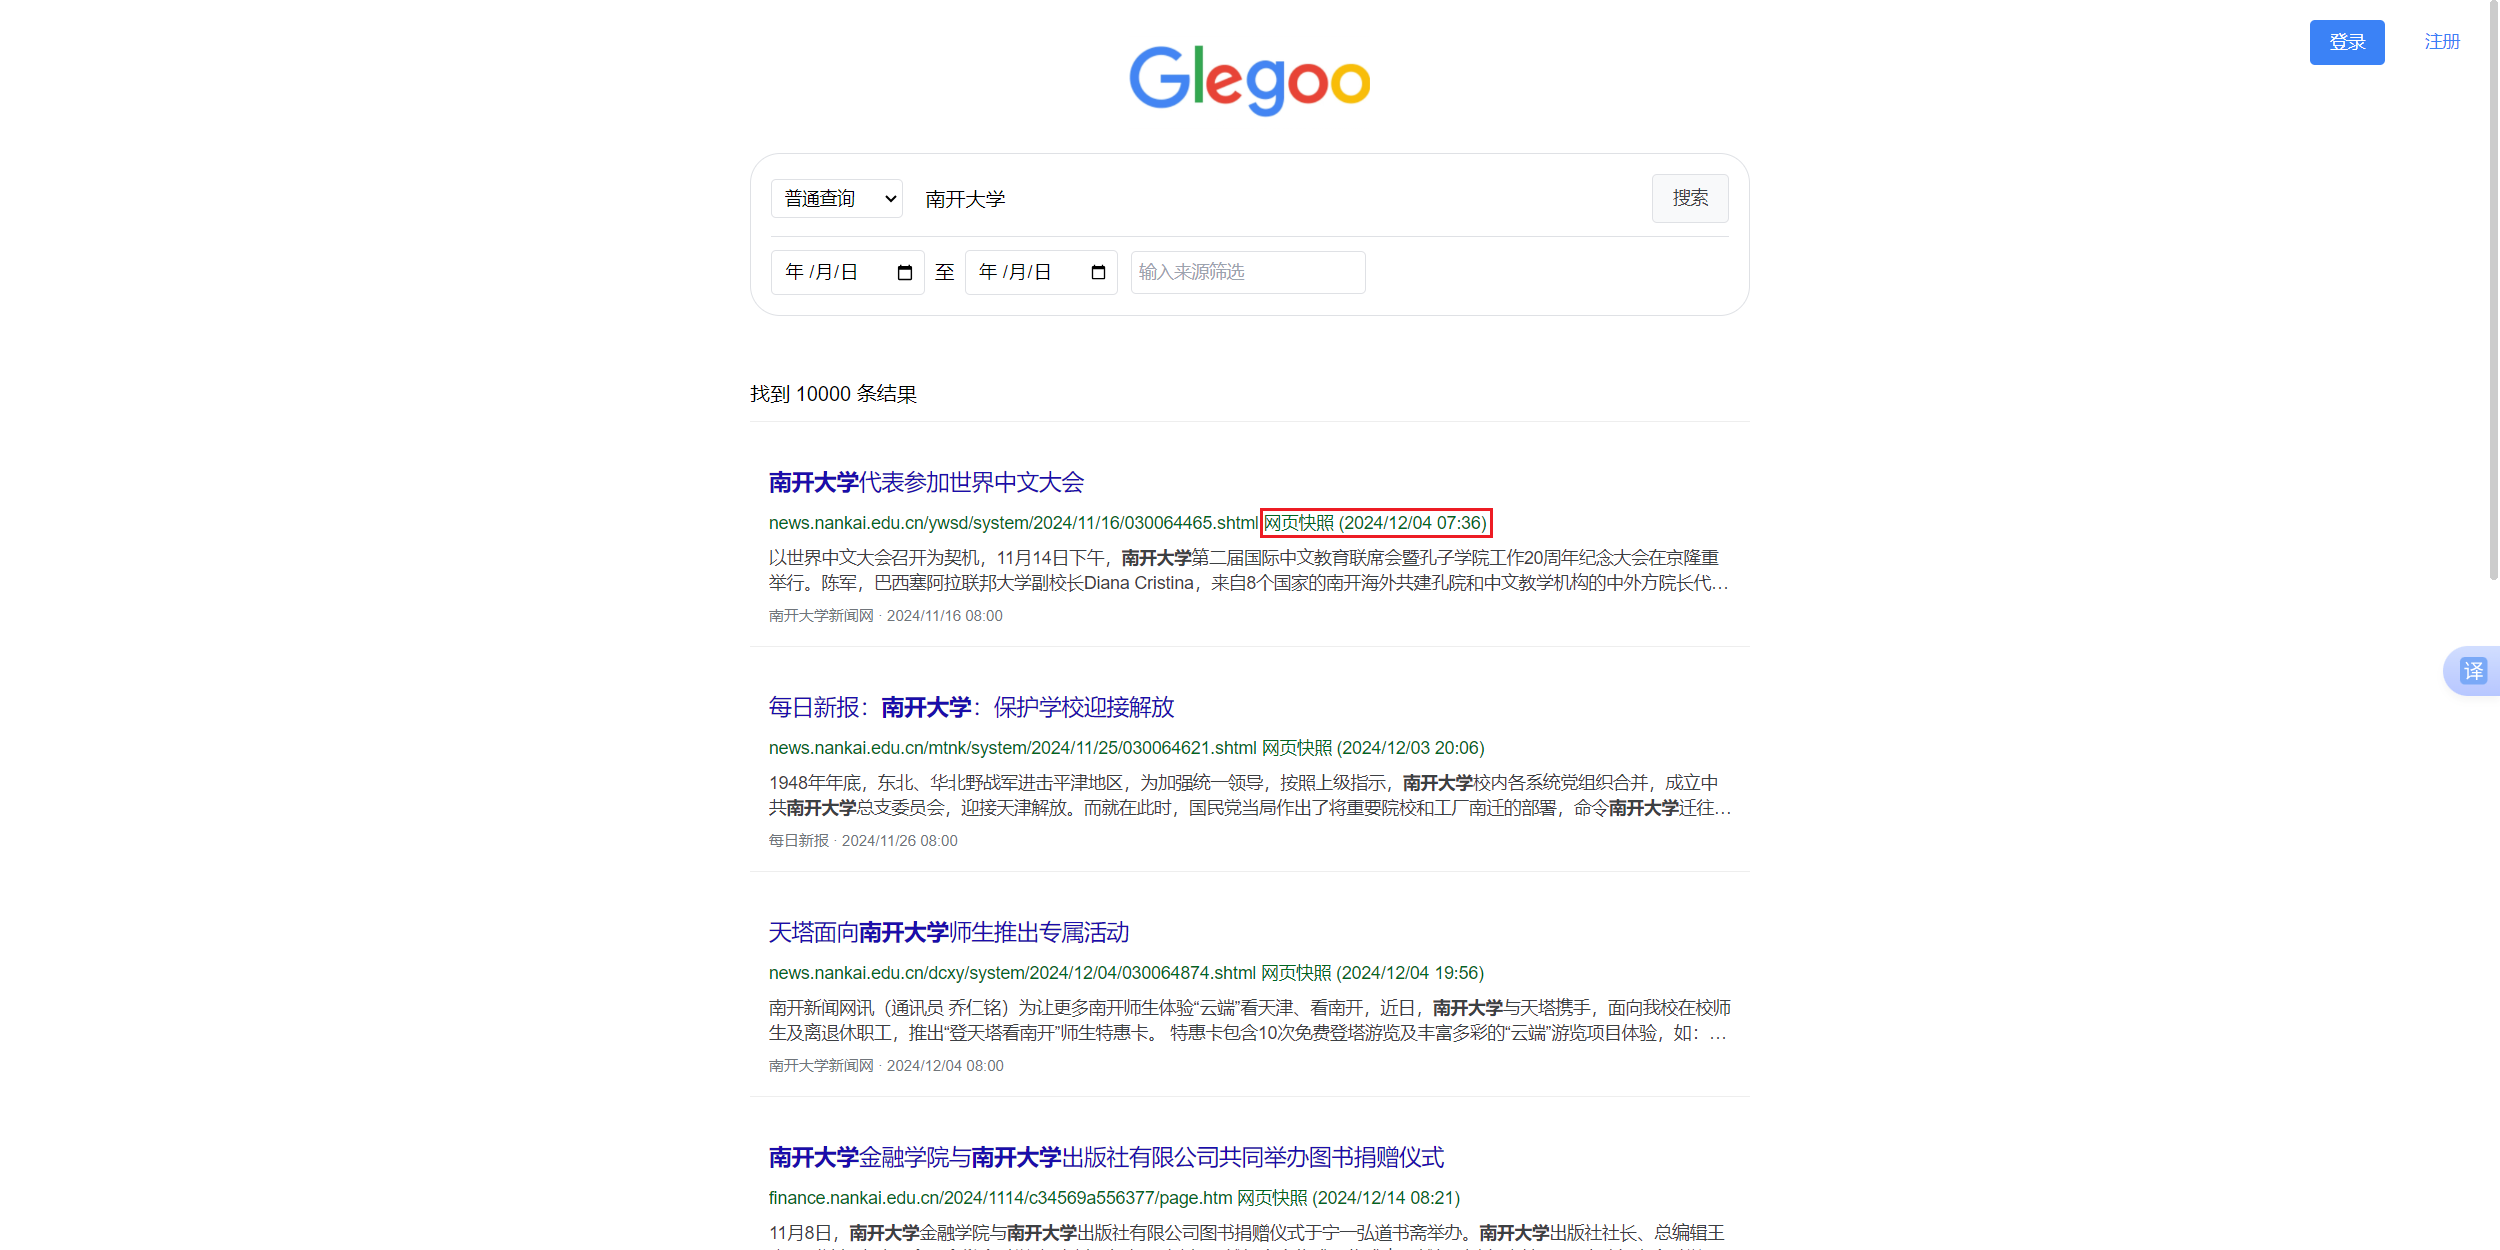 登录 注册
Glegoo
普通查询 南开大学 搜索
年 /月/日 至 年 /月/日 输入来源筛选
找到 10000 条结果
南开大学代表参加世界中文大会
news.nankai.edu.cn/ywsd/system/2024/11/16/030064465.shtml 网页快照 (2024/12/04 07:36)
以世界中文大会召开为契机，11月14日下午，南开大学第二届国际中文教育联席会暨孔子学院工作20周年纪念大会在京隆重
举行。陈军，巴西塞阿拉联邦大学副校长Diana Cristina，来自8个国家的南开海外共建孔院和中文教学机构的中外方院长代…
南开大学新闻网 · 2024/11/16 08:00
每日新报：南开大学：保护学校迎接解放
news.nankai.edu.cn/mtnk/system/2024/11/25/030064621.shtml 网页快照 (2024/12/03 20:06)
1948年年底，东北、华北野战军进击平津地区，为加强统一领导，按照上级指示，南开大学校内各系统党组织合并，成立中
共南开大学总支委员会，迎接天津解放。而就在此时，国民党当局作出了将重要院校和工厂南迁的部署，命令南开大学迁往…
每日新报 · 2024/11/26 08:00
译
天塔面向南开大学师生推出专属活动
news.nankai.edu.cn/dcxy/system/2024/12/04/030064874.shtml 网页快照 (2024/12/04 19:56)
南开新闻网讯（通讯员 乔仁铭）为让更多南开师生体验“云端”看天津、看南开，近日，南开大学与天塔携手，面向我校在校师
生及离退休职工，推出“登天塔看南开”师生特惠卡。 特惠卡包含10次免费登塔游览及丰富多彩的“云端”游览项目体验，如：…
南开大学新闻网 · 2024/12/04 08:00
南开大学金融学院与南开大学出版社有限公司共同举办图书捐赠仪式
finance.nankai.edu.cn/2024/1114/c34569a556377/page.htm 网页快照 (2024/12/14 08:21)
11月8日，南开大学金融学院与南开大学出版社有限公司图书捐赠仪式于宁一弘道书斋举办。南开大学出版社社长、总编辑王